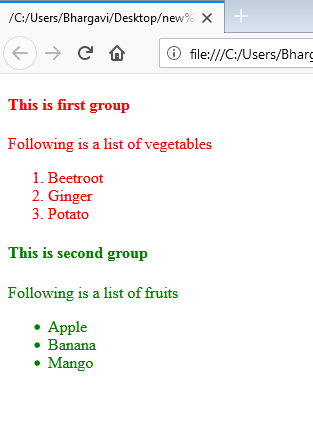 /C:/Users/Bhargavi/Desktop/new%
file:///C:/Users/Bharg
This is first group
Following is a list of vegetables
1. Beetroot
2. Ginger
3. Potato
This is second group
Following is a list of fruits
• Apple
• Banana
• Mango